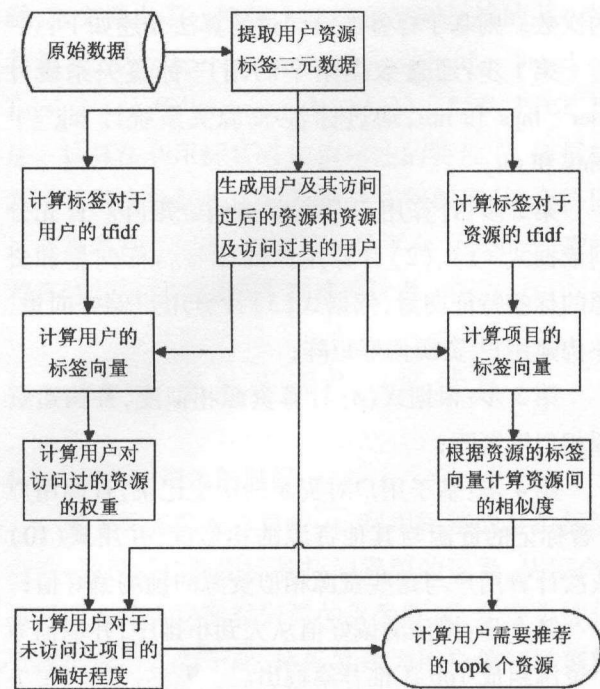 原始数据
提取用户资源
标签三元数据
计算标签对于
用户的 tfidf
生成用户及其访问
过后的资源和资源
及访问过其的用户
计算标签对于
资源的 tfidf
计算用户的
标签向量
计算项目的
标签向量
计算用户对
访问过的资源
的权重
根据资源的标签
向量计算资源间
的相似度
计算用户对于
未访问过项目的
偏好程度
计算用户需要推荐
的 topk 个资源